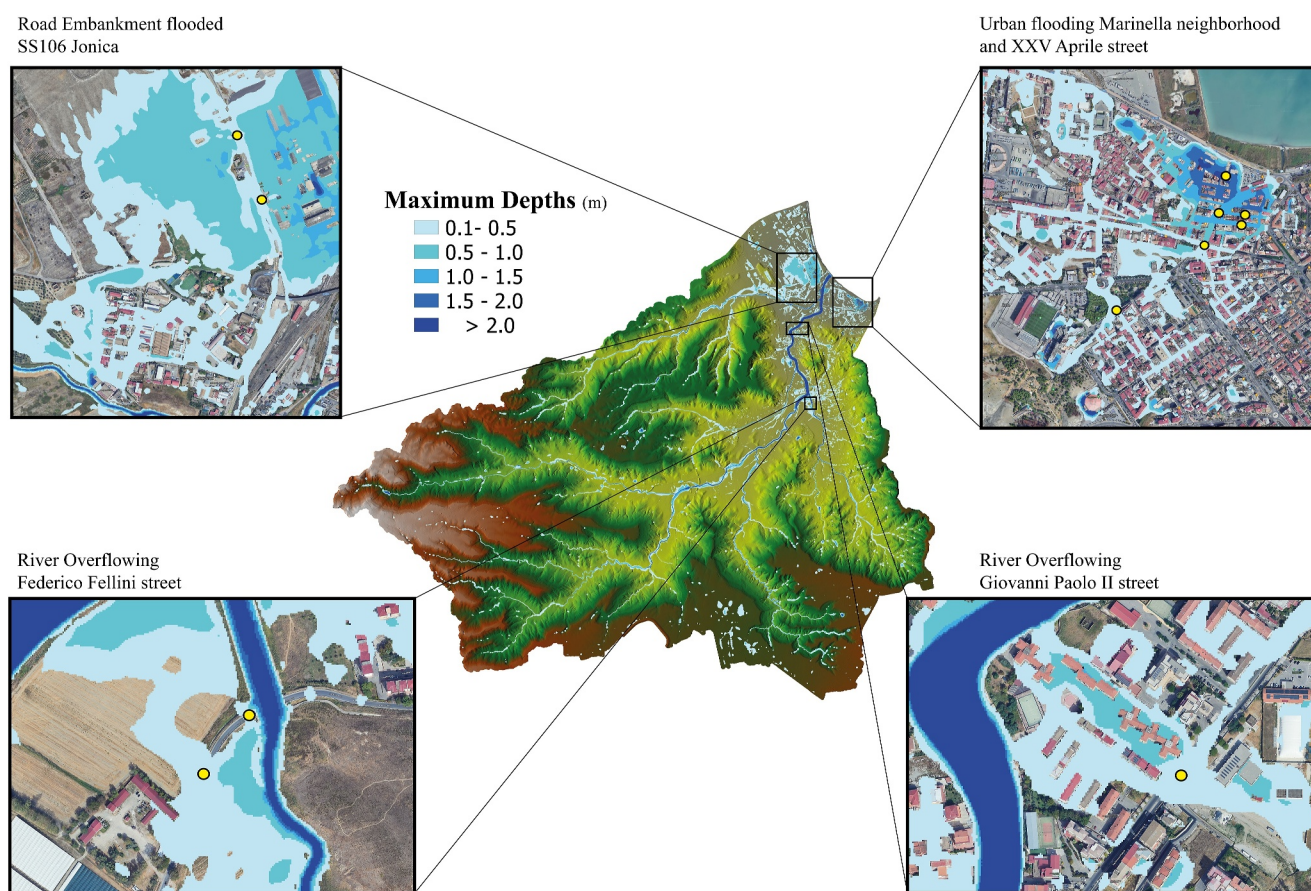 Road Embankment flooded
SS106 Jonica
Urban flooding Marinella neighborhood
and XXV Aprile street
Maximum Depths (m)
0.1- 0.5
0.5 - 1.0
1.0 - 1.5
1.5 - 2.0
> 2.0
River Overflowing
Federico Fellini street
River Overflowing
Giovanni Paolo II street